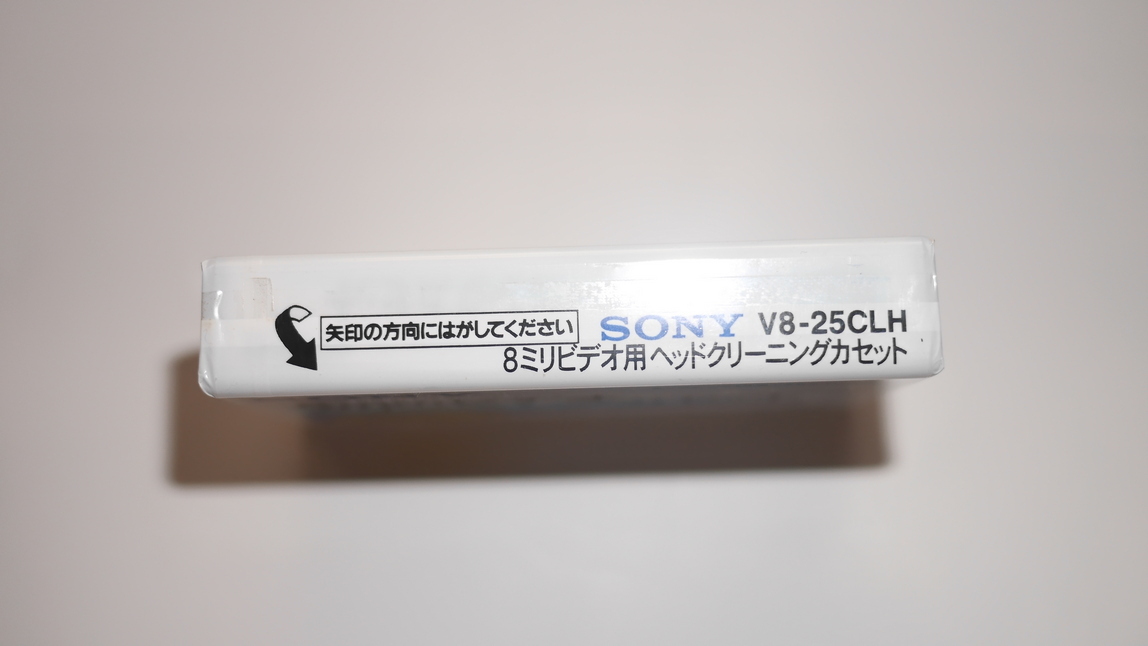 矢印の方向にはがしてください
SONY V8-25CLH
8ミリビデオ用ヘッドクリーニングカセット